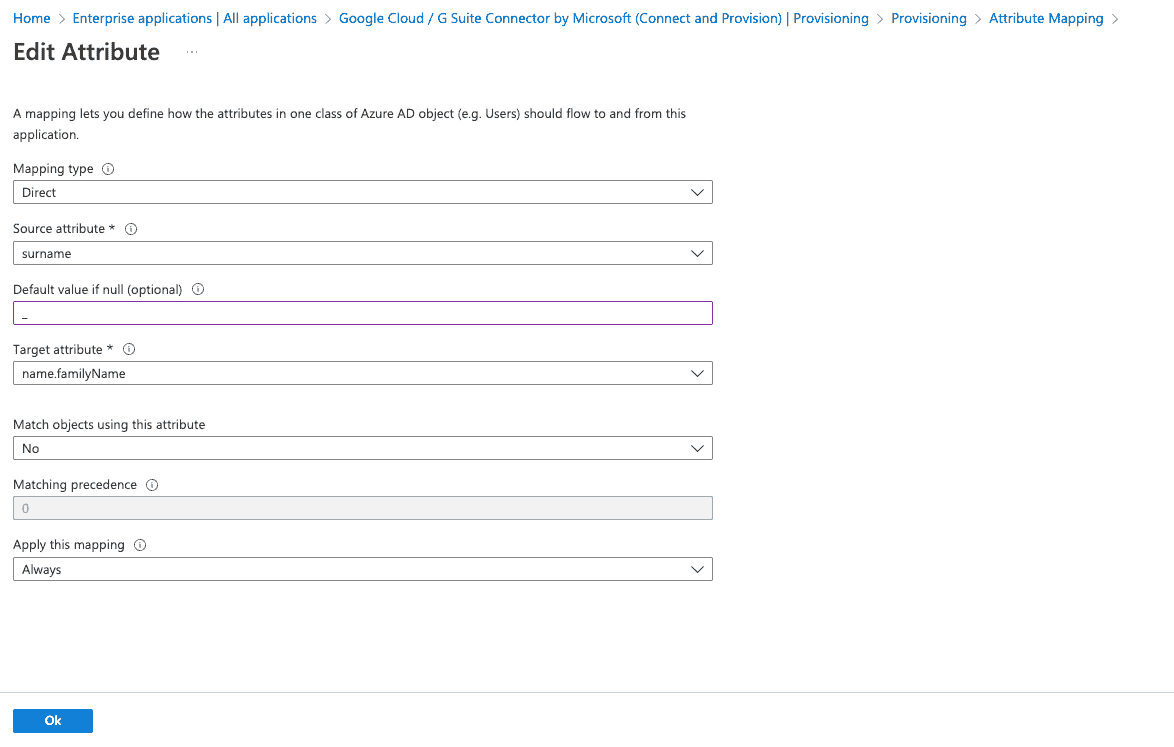 Home > Enterprise applications | All applications > Google Cloud / G Suite Connector by Microsoft (Connect and Provision) | Provisioning > Provisioning > Attribute Mapping >
Edit Attribute ...
A mapping lets you define how the attributes in one class of Azure AD object (e.g. Users) should flow to and from this
application.
Mapping type
Direct
Source attribute *
surname
Default value if null (optional)
_
Target attribute *
name.familyName
Match objects using this attribute
No
Matching precedence
0
Apply this mapping
Always
Ok